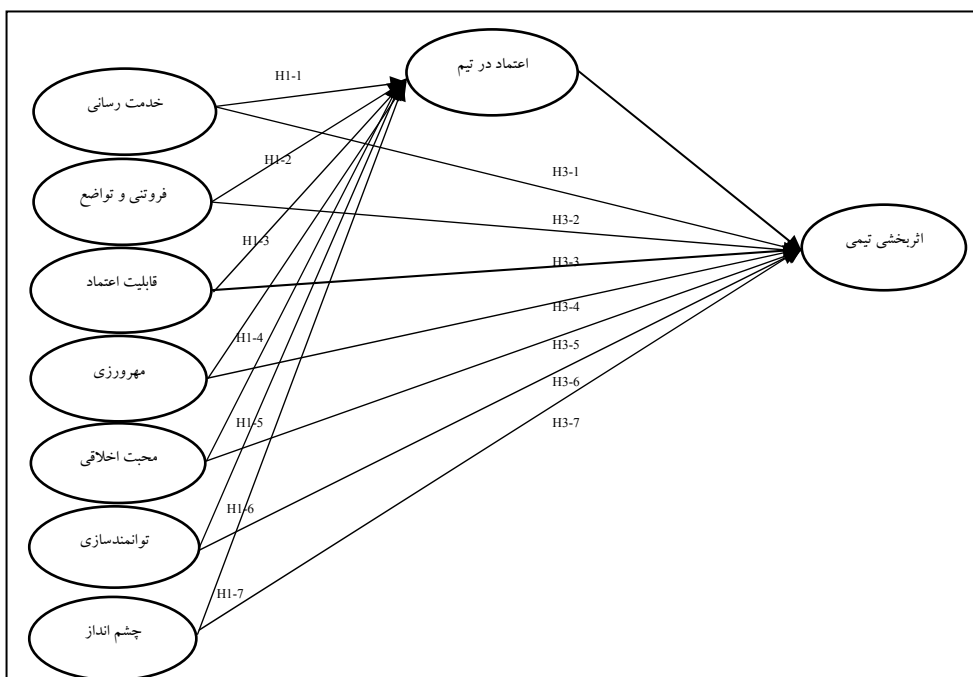 اعتماد در تیم
H1-1
خدمت رسانی
H1-2
H3-1
فروتنی و تواضع
H3-2
اثربخشی تیمی
H1-3
H3-3
قابلیت اعتماد
H3-4
H1-4
مهرورزی
H3-5
H3-6
H1-5
H3-7
محبت اخلاقی
H1-6
توانمندسازی
H1-7
چشم انداز